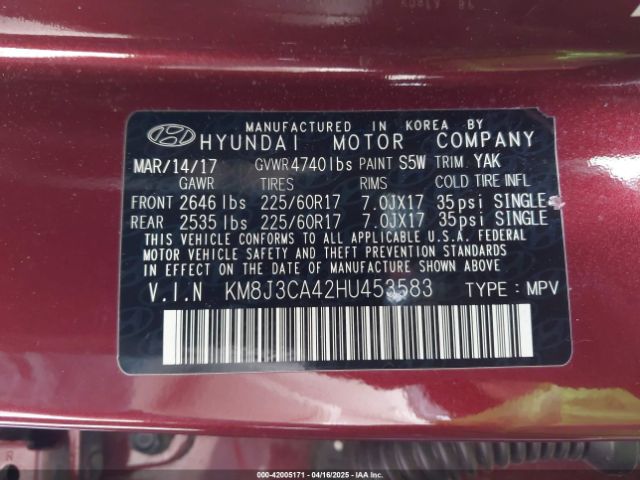 MANUFACTURED IN KOREA BY
HYUNDAI MOTOR COMPANY
MAR/14/17 GVWR4740lbs PAINT S5W TRIM YAK
GAWR TIRES RIMS COLD TIRE INFL
FRONT 2646 lbs 225/60R17 7.0JX17 35psi SINGLE
REAR 2535 lbs 225/60R17 7.0JX17 35psi SINGLE
THIS VEHICLE CONFORMS TO ALL APPLICABLE U.S.A. FEDERAL
MOTOR VEHICLE SAFETY, BUMPER, AND THEFT PREVENTION STANDARDS
IN EFFECT ON THE DATE OF MANUFACTURE SHOWN ABOVE.
V.I.N KM8J3CA42HU453583 TYPE: MPV
000-42005171 - 04/16/2025 - IAA Inc.